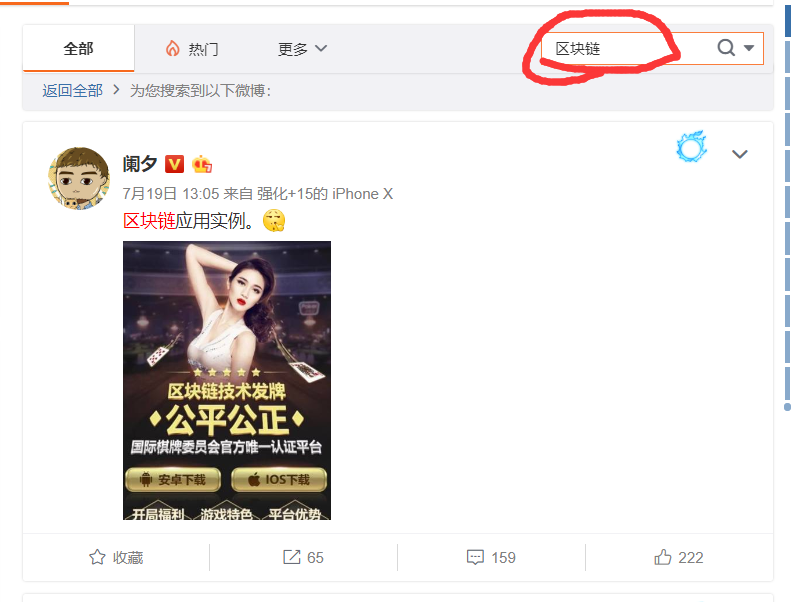 全部 热门 更多 区块链
返回全部 > 为您搜索到以下微博：
阑夕 V
7月19日 13:05 来自 强化+15的 iPhone X
区块链应用实例。
区块链技术发牌
公平公正
国际棋牌委员会官方唯一认证平台
安卓下载 IOS下载
开局福利 游戏特色 平台优势
收藏 65 159 222